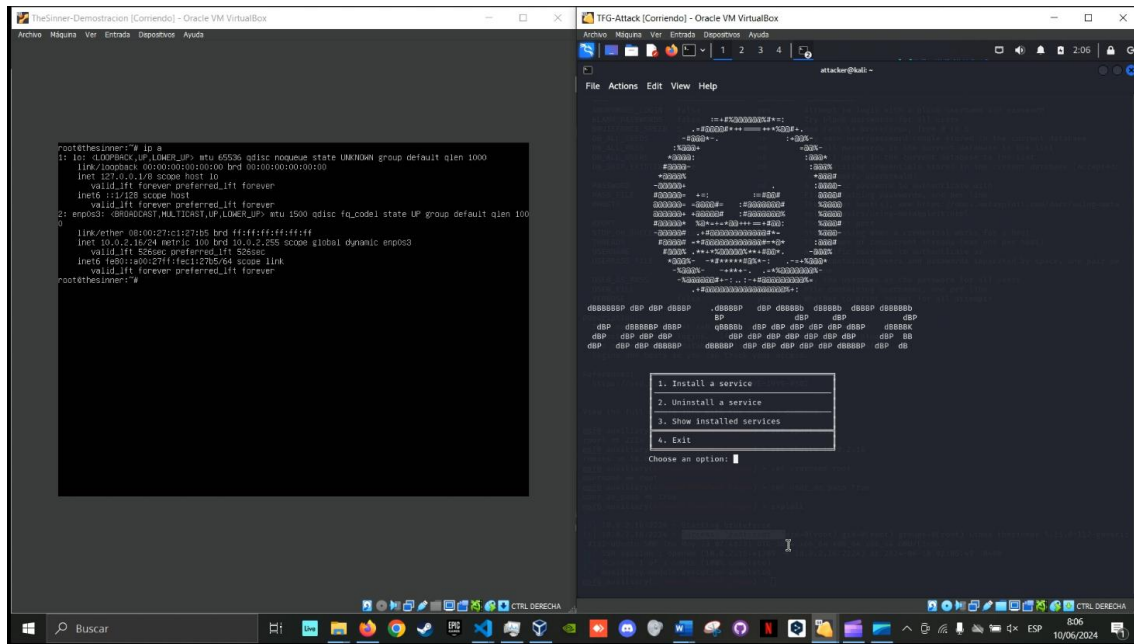 TheSinner-Demostracion [Corriendo] - Oracle VM VirtualBox
Archivo Máquina Ver Entrada Dispositivos Ayuda
root@thesinner:~# ip a
1: lo: <LOOPBACK,UP,LOWER_UP> mtu 65536 qdisc noqueue state UNKNOWN group default qlen 1000
link/loopback 00:00:00:00:00:00 brd 00:00:00:00:00:00
inet 127.0.0.1/8 scope host lo
valid_lft forever preferred_lft forever
inet6 ::1/128 scope host
valid_lft forever preferred_lft forever
2: enp0s3: <BROADCAST,MULTICAST,UP,LOWER_UP> mtu 1500 qdisc fq_codel state UP group default qlen 100
0
link/ether 08:00:27:c1:27:b5 brd ff:ff:ff:ff:ff:ff
inet 10.0.2.16/24 metric 100 brd 10.0.2.255 scope global dynamic enp0s3
valid_lft 526sec preferred_lft 526sec
inet6 fe80::a00:27ff:fec1:27b5/64 scope link
valid_lft forever preferred_lft forever
root@thesinner:~#
CTRL DERECHA
TFG-Attack [Corriendo] - Oracle VM VirtualBox
Archivo Máquina Ver Entrada Dispositivos Ayuda
1 2 3 4
2:06
attacker@kali: ~
File Actions Edit View Help
1. Install a service
2. Uninstall a service
3. Show installed services
4. Exit
Choose an option:
CTRL DERECHA
Buscar
Live
EPIC
ESP
8:06
10/06/2024